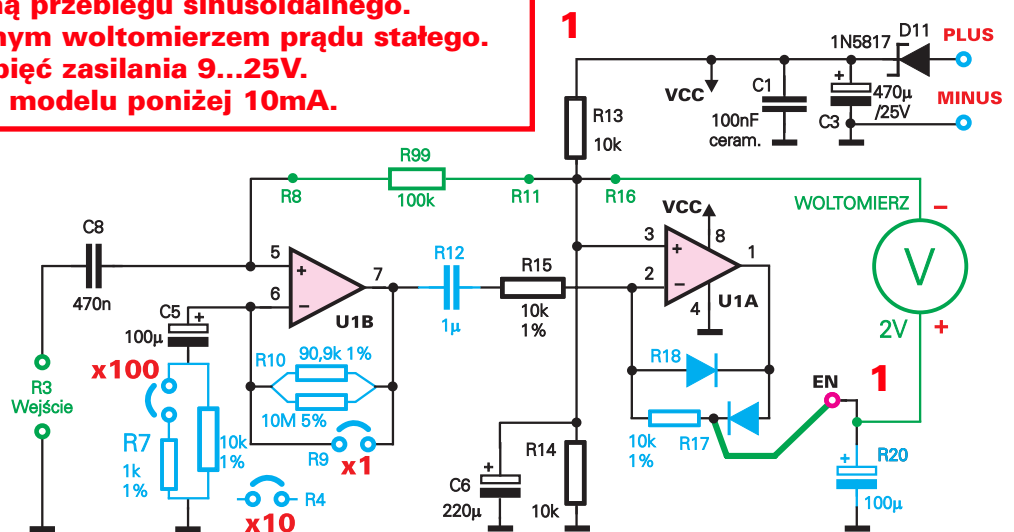 ną przebiegu sinusoidalnego.
nym woltomierzem prądu stałego.
pięć zasilania 9...25V.
modelu poniżej 10mA.
1
1N5817
D11
PLUS
VCC
C1
100nF
ceram.
+
470µ
/25V
C3
MINUS
R13
10k
R99
100k
R8
R11
R16
WOLTOMIERZ
−
V
2V
+
C8
470n
5
+
6
−
7
U1B
R12
1µ
R15
10k
1%
VCC
3
+
8
1
2
−
4
U1A
C5
+
100µ
x100
R3
Wejście
R10
90,9k 1%
10M 5%
R7
1k
1%
10k
1%
R9
x1
R4
x10
R18
10k
1%
R17
EN
1
R14
10k
+
C6
220µ
+
R20
100µ